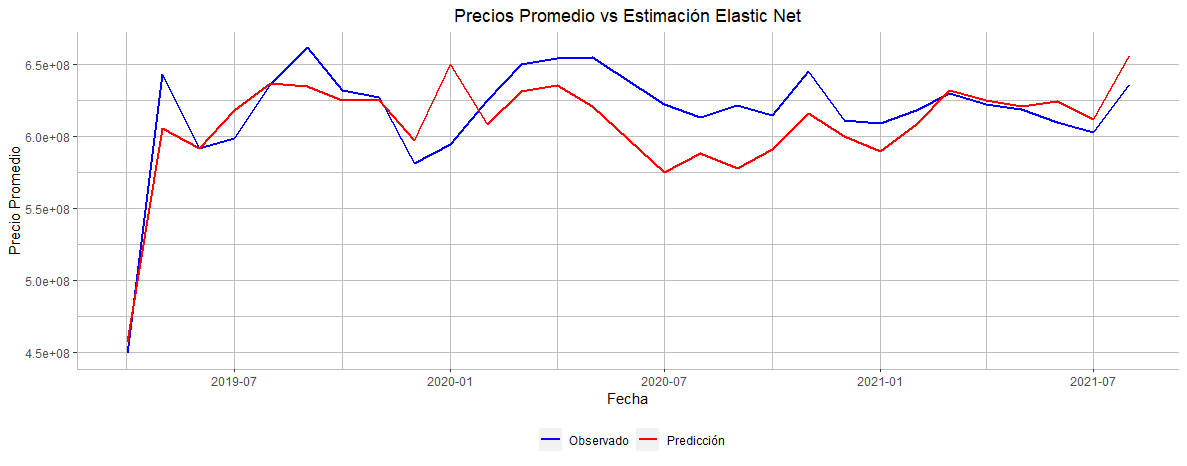 Precios Promedio vs Estimación Elastic Net
Precio Promedio
6.5e+08
6.0e+08
5.5e+08
5.0e+08
4.5e+08
2019-07 2020-01 2020-07 2021-01 2021-07
Fecha
Observado Predicción